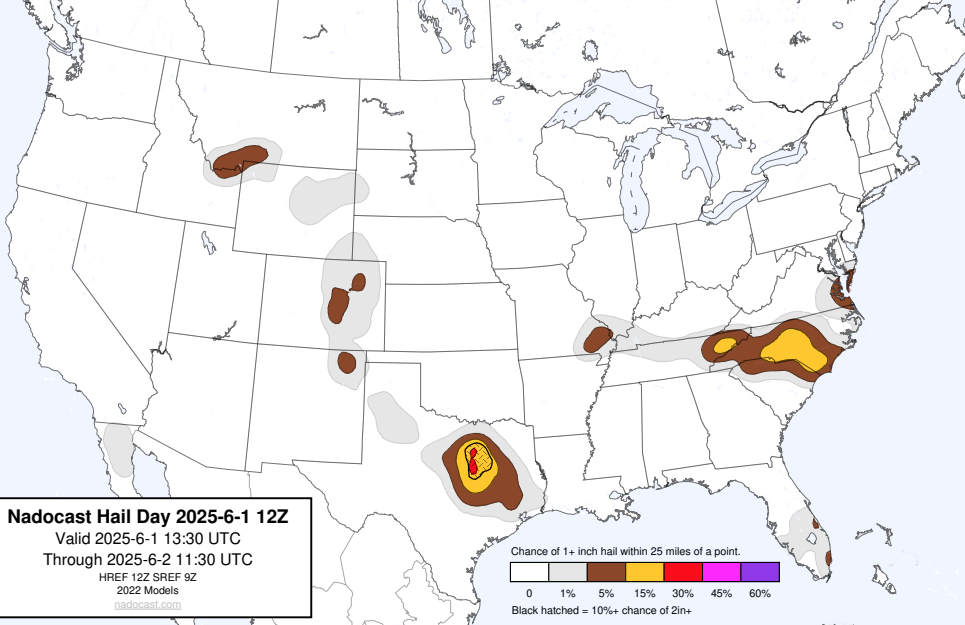 Nadocast Hail Day 2025-6-1 12Z
Valid 2025-6-1 13:30 UTC
Through 2025-6-2 11:30 UTC
HREF 12Z SREF 9Z
2022 Models
nadocast.com
Chance of 1+ inch hail within 25 miles of a point.
0 1% 5% 15% 30% 45% 60%
Black hatched = 10%+ chance of 2in+